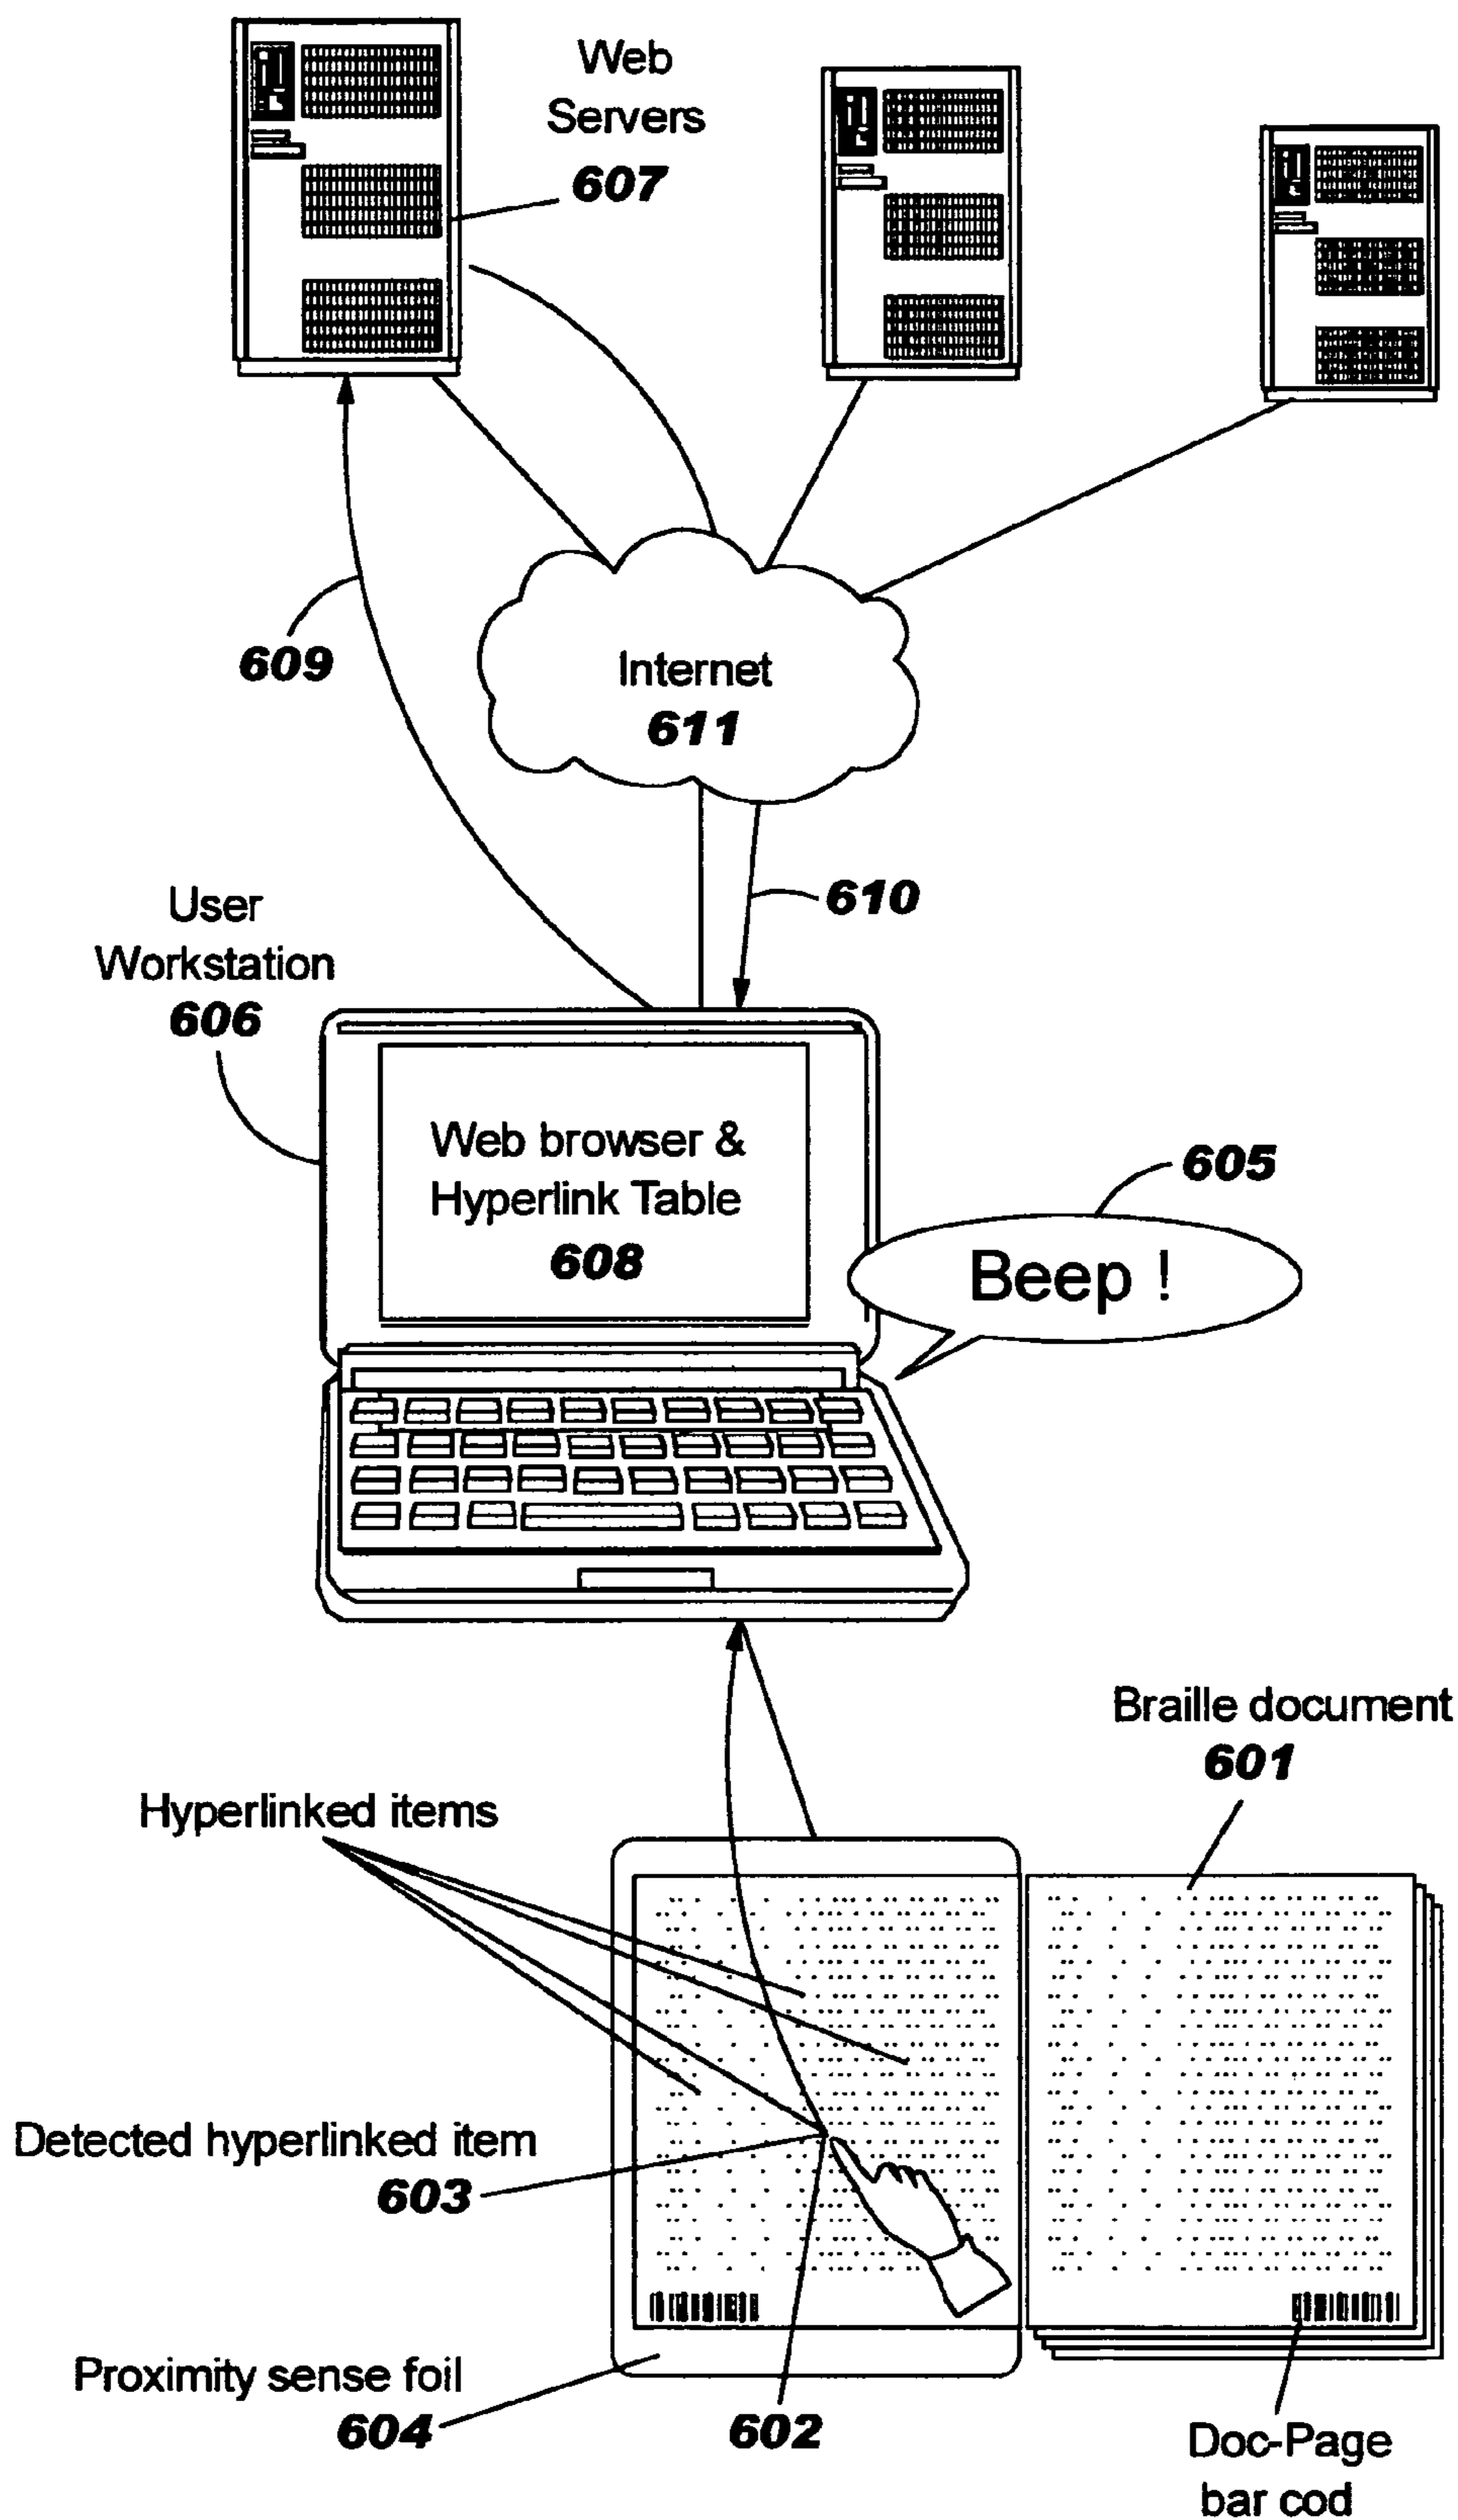 Web
Servers
607
609
Internet
611
610
User
Workstation
606
Web browser &
Hyperlink Table
608
605
Beep !
Braille document
601
Hyperlinked items
Detected hyperlinked item
603
Proximity sense foil
604
602
Doc-Page
bar cod